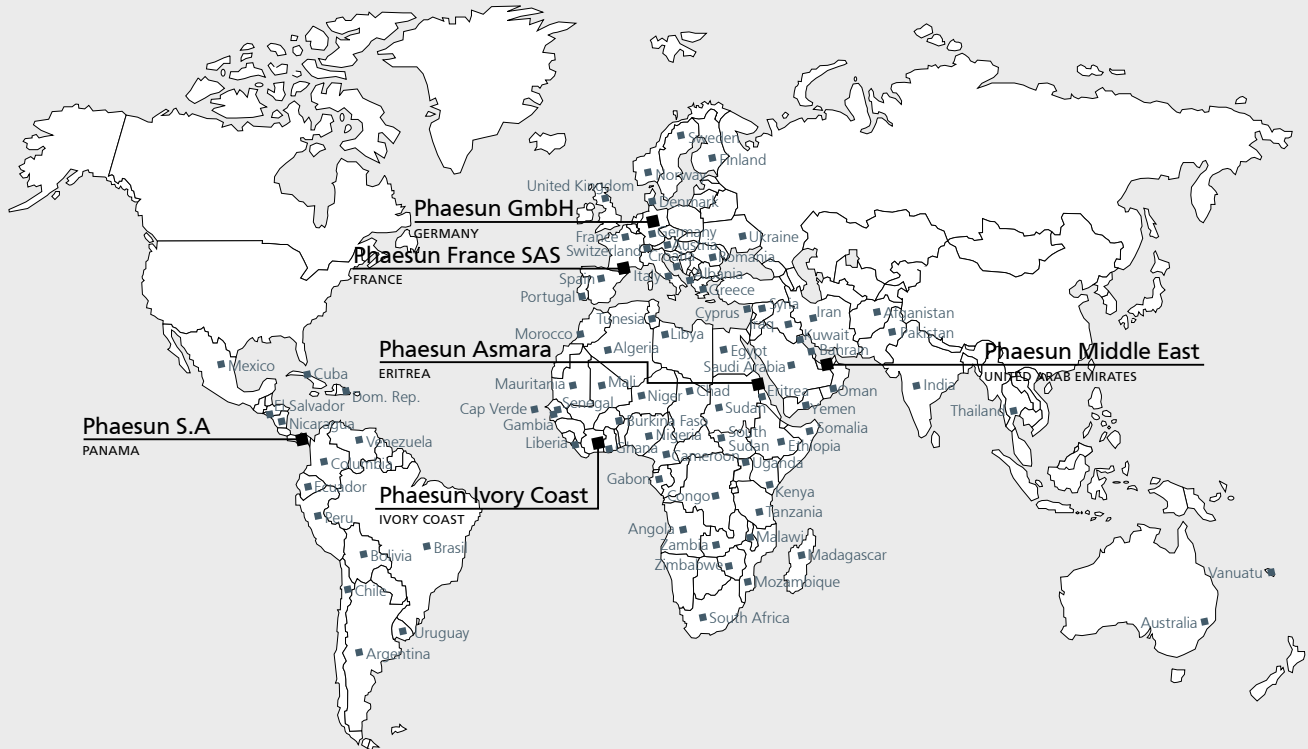 Sweden
Finland
Norway
United Kingdom
Denmark
Phaesun GmbH
GERMANY
Germany
France
Ukraine
Austria
Switzerland
Croatia
Romania
Phaesun France SAS
FRANCE
Italy
Albania
Spain
Greece
Portugal
Cyprus
Syria
Iran
Afganistan
Tunesia
Iraq
Pakistan
Morocco
Libya
Kuwait
Algeria
Egypt
Bahrain
Phaesun Asmara
ERITREA
Phaesun Middle East
UNITED ARAB EMIRATES
Saudi Arabia
Mexico
Cuba
Dom. Rep.
Mauritania
Mali
Niger
Chad
Eritrea
Oman
India
Thailand
Cap Verde
Senegal
Sudan
Yemen
El Salvador
Nicaragua
Gambia
Burkina Faso
Somalia
Phaesun S.A
PANAMA
Venezuela
Liberia
Ghana
Nigeria
South
Sudan
Ethiopia
Cameroon
Uganda
Columbia
Ecuador
Gabon
Congo
Kenya
Phaesun Ivory Coast
IVORY COAST
Tanzania
Peru
Angola
Zambia
Malawi
Brasil
Bolivia
Madagascar
Zimbabwe
Mozambique
Vanuatu
Chile
South Africa
Australia
Uruguay
Argentina